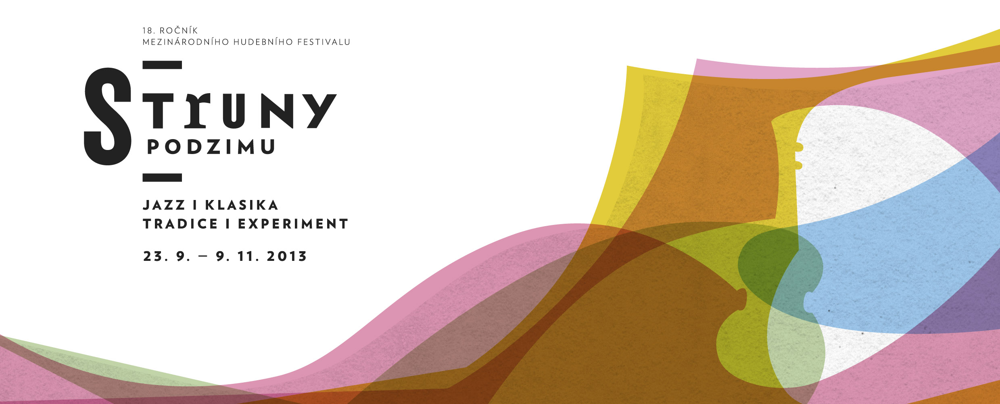 18. ROČNÍK
MEZINÁRODNÍHO HUDEBNÍHO FESTIVALU
STrUNY
PODZIMU
JAZZ I KLASIKA
TRADICE I EXPERIMENT
23. 9. – 9. 11. 2013